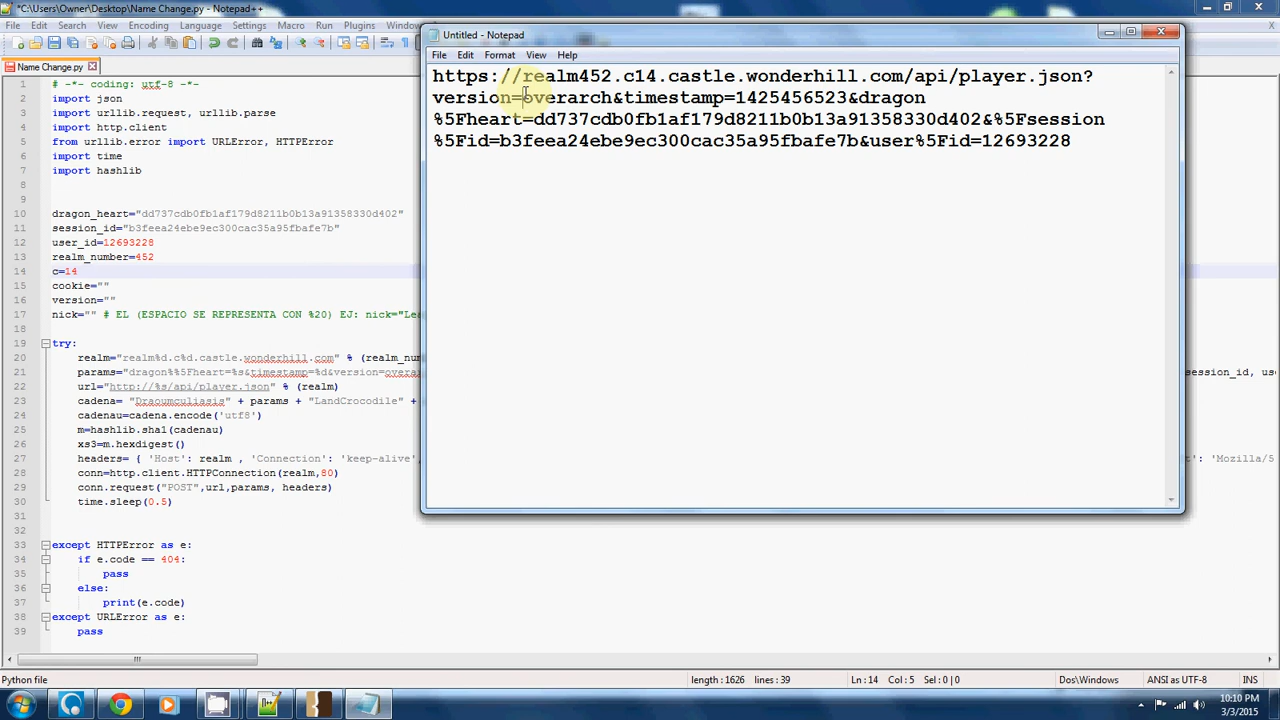 *C:\Users\Owner\Desktop\Name Change.py - Notepad++
File Edit Search View Encoding Language Settings Macro Run Plugins Window
Name Change.py
1 # -*- coding: utf-8 -*-
2 import json
3 import urllib.request, urllib.parse
4 import http.client
5 from urllib.error import URLError, HTTPError
6 import time
7 import hashlib
8
9
10 dragon_heart="dd737cdb0fb1af179d8211b0b13a91358330d402"
11 session_id="b3feea24ebe9ec300cac35a95fbafe7b"
12 user_id=12693228
13 realm_number=452
14 c=14
15 cookie=""
16 version=""
17 nick="" # EL (ESPACIO SE REPRESENTA CON %20) EJ: nick="Lea
18
19 try:
20 realm="realm%d.c%d.castle.wonderhill.com" % (realm_num
21 params="dragon%%5Fheart=%s&timestamp=%d&version=overar session_id, us
22 url="http://%s/api/player.json" % (realm)
23 cadena= "Draoumculiasis" + params + "LandCrocodile" +
24 cadenau=cadena.encode('utf8')
25 m=hashlib.sha1(cadenau)
26 xs3=m.hexdigest()
27 headers= { 'Host': realm , 'Connection': 'keep-alive', t': 'Mozilla/5
28 conn=http.client.HTTPConnection(realm,80)
29 conn.request("POST",url,params, headers)
30 time.sleep(0.5)
31
32
33 except HTTPError as e:
34 if e.code == 404:
35 pass
36 else:
37 print(e.code)
38 except URLError as e:
39 pass
Untitled - Notepad
File Edit Format View Help
https://realm452.c14.castle.wonderhill.com/api/player.json?
version=overarch&timestamp=1425456523&dragon
%5Fheart=dd737cdb0fb1af179d8211b0b13a91358330d402&%5Fsession
%5Fid=b3feea24ebe9ec300cac35a95fbafe7b&user%5Fid=12693228
Python file length : 1626 lines : 39 Ln : 14 Col : 5 Sel : 0 | 0 Dos\Windows ANSI as UTF-8 INS
10:10 PM
3/3/2015